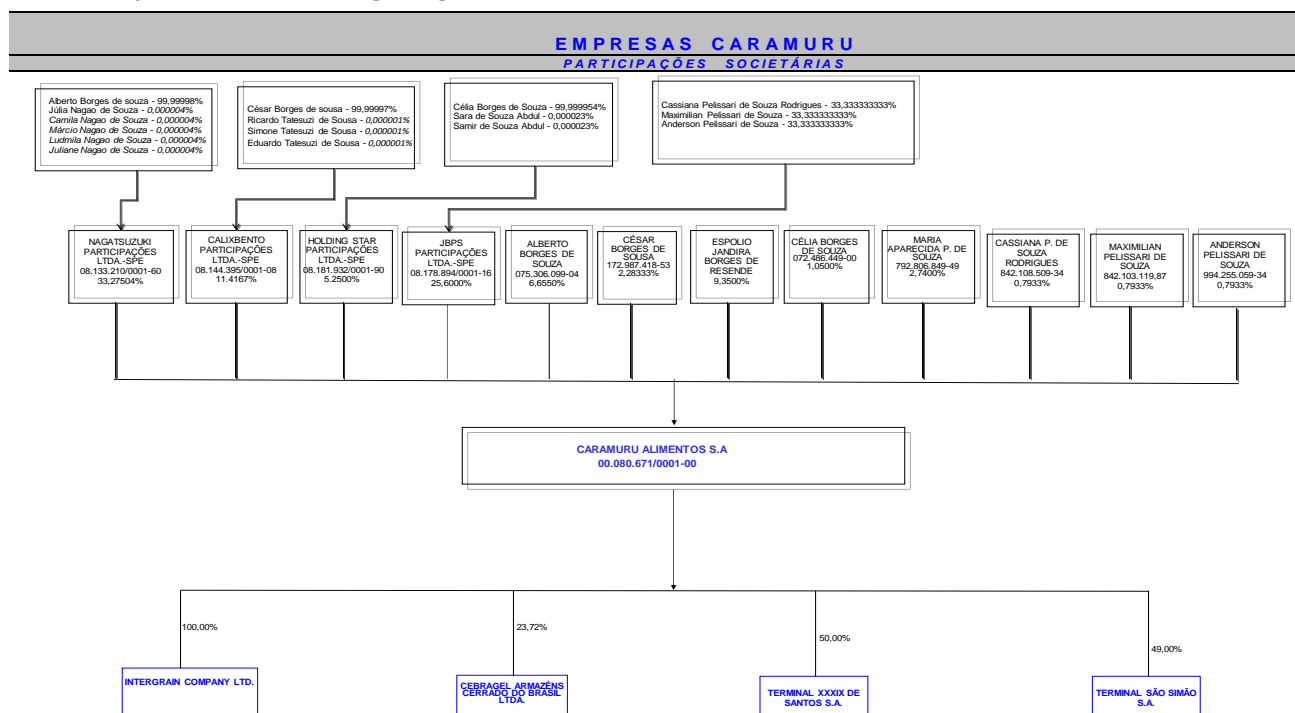 EMPRESAS CARAMURU
PARTICIPAÇÕES SOCIETÁRIAS
Alberto Borges de souza - 99,99998%
Júlia Nagao de Souza - 0,000004%
Camila Nagao de Souza - 0,000004%
Márcio Nagao de Souza - 0,000004%
Ludmila Nagao de Souza - 0,000004%
Juliane Nagao de Souza - 0,000004%
César Borges de sousa - 99,99997%
Ricardo Tatesuzi de Sousa - 0,000001%
Simone Tatesuzi de Sousa - 0,000001%
Eduardo Tatesuzi de Sousa - 0,000001%
Célia Borges de Souza - 99,999954%
Sara de Souza Abdul - 0,000023%
Samir de Souza Abdul - 0,000023%
Cassiana Pelissari de Souza Rodrigues - 33,333333333%
Maximilian Pelissari de Souza - 33,333333333%
Anderson Pelissari de Souza - 33,333333333%
NAGATSUZUKI
PARTICIPAÇÕES
LTDA.-SPE
08.133.210/0001-60
33,27504%
CALIXBENTO
PARTICIPAÇÕES
LTDA.-SPE
08.144.395/0001-08
11.4167%
HOLDING STAR
PARTICIPAÇÕES
LTDA.-SPE
08.181.932/0001-90
5.2500%
JBPS
PARTICIPAÇÕES
LTDA.-SPE
08.178.894/0001-16
25,6000%
ALBERTO
BORGES DE
SOUZA
075.306.099-04
6,6550%
CÉSAR
BORGES DE
SOUSA
172.987.418-53
2,28333%
ESPOLIO
JANDIRA
BORGES DE
RESENDE
9,3500%
CÉLIA BORGES
DE SOUZA
072.486.449-00
1,0500%
MARIA
APARECIDA P. DE
SOUZA
792.806.849-49
2,7400%
CASSIANA P. DE
SOUZA
RODRIGUES
842.108.509-34
0,7933%
MAXIMILIAN
PELISSARI DE
SOUZA
842.103.119,87
0,7933%
ANDERSON
PELISSARI DE
SOUZA
994.255.059-34
0,7933%
CARAMURU ALIMENTOS S.A
00.080.671/0001-00
100,00%
23,72%
50,00%
49,00%
INTERGRAIN COMPANY LTD.
CEBRAGEL ARMAZÉNS
CERRADO DO BRASIL
LTDA.
TERMINAL XXXIX DE
SANTOS S.A.
TERMINAL SÃO SIMÃO
S.A.